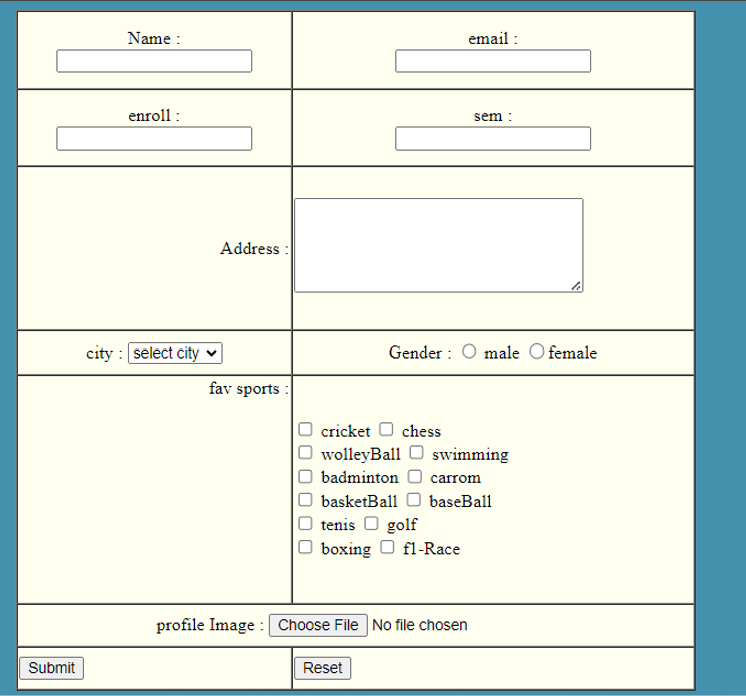 Name :
email :
enroll :
sem :
Address :
city : select city
Gender : male female
fav sports :
cricket chess
wolleyBall swimming
badminton carrom
basketBall baseBall
tenis golf
boxing f1-Race
profile Image : Choose File No file chosen
Submit
Reset